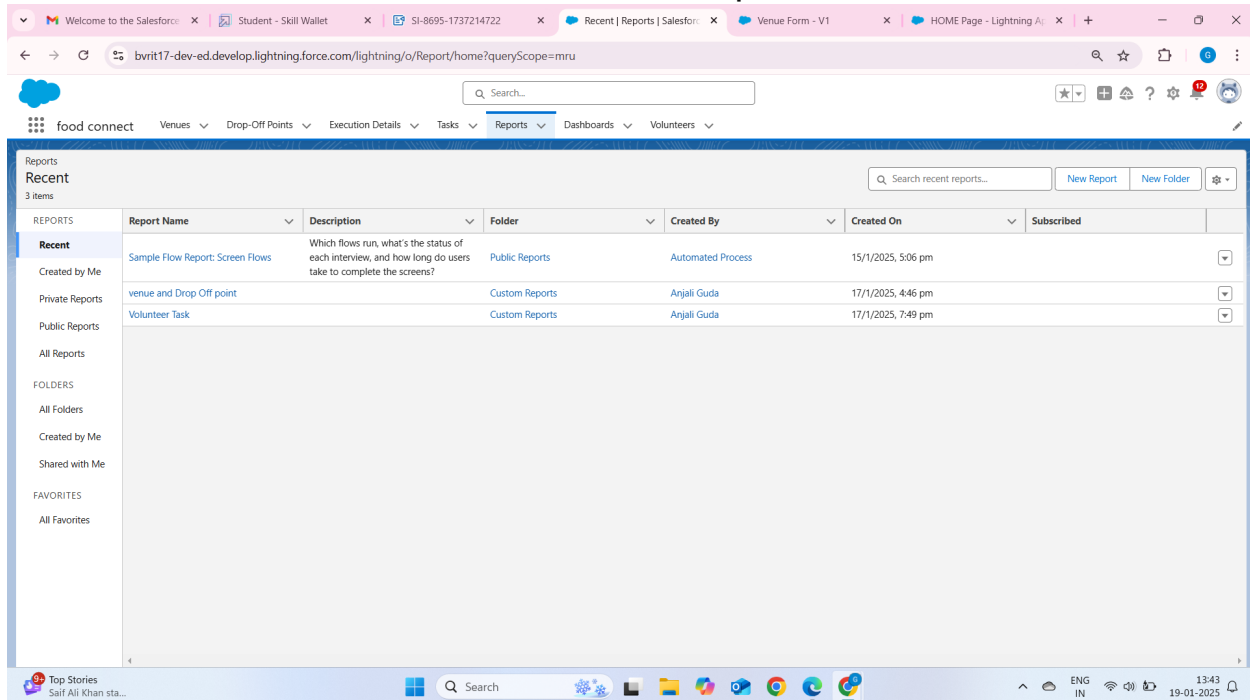 Welcome to the Salesforce
Student - Skill Wallet
SI-8695-1737214722
Recent | Reports | Salesforc
Venue Form - V1
HOME Page - Lightning Ap
bvrit17-dev-ed.develop.lightning.force.com/lightning/o/Report/home?queryScope=mru
G
Search...
12
food connect
Venues
Drop-Off Points
Execution Details
Tasks
Reports
Dashboards
Volunteers
Reports
Recent
3 items
Search recent reports...
New Report
New Folder
REPORTS
Recent
Created by Me
Private Reports
Public Reports
All Reports
FOLDERS
All Folders
Created by Me
Shared with Me
FAVORITES
All Favorites
Report Name Description Folder Created By Created On Subscribed
Which flows run, what's the status of
Sample Flow Report: Screen Flows each interview, and how long do users Public Reports Automated Process 15/1/2025, 5:06 pm
take to complete the screens?
venue and Drop Off point Custom Reports Anjali Guda 17/1/2025, 4:46 pm
Volunteer Task Custom Reports Anjali Guda 17/1/2025, 7:49 pm
9+
Top Stories
Saif Ali Khan sta...
Search
ENG
IN
13:43
19-01-2025